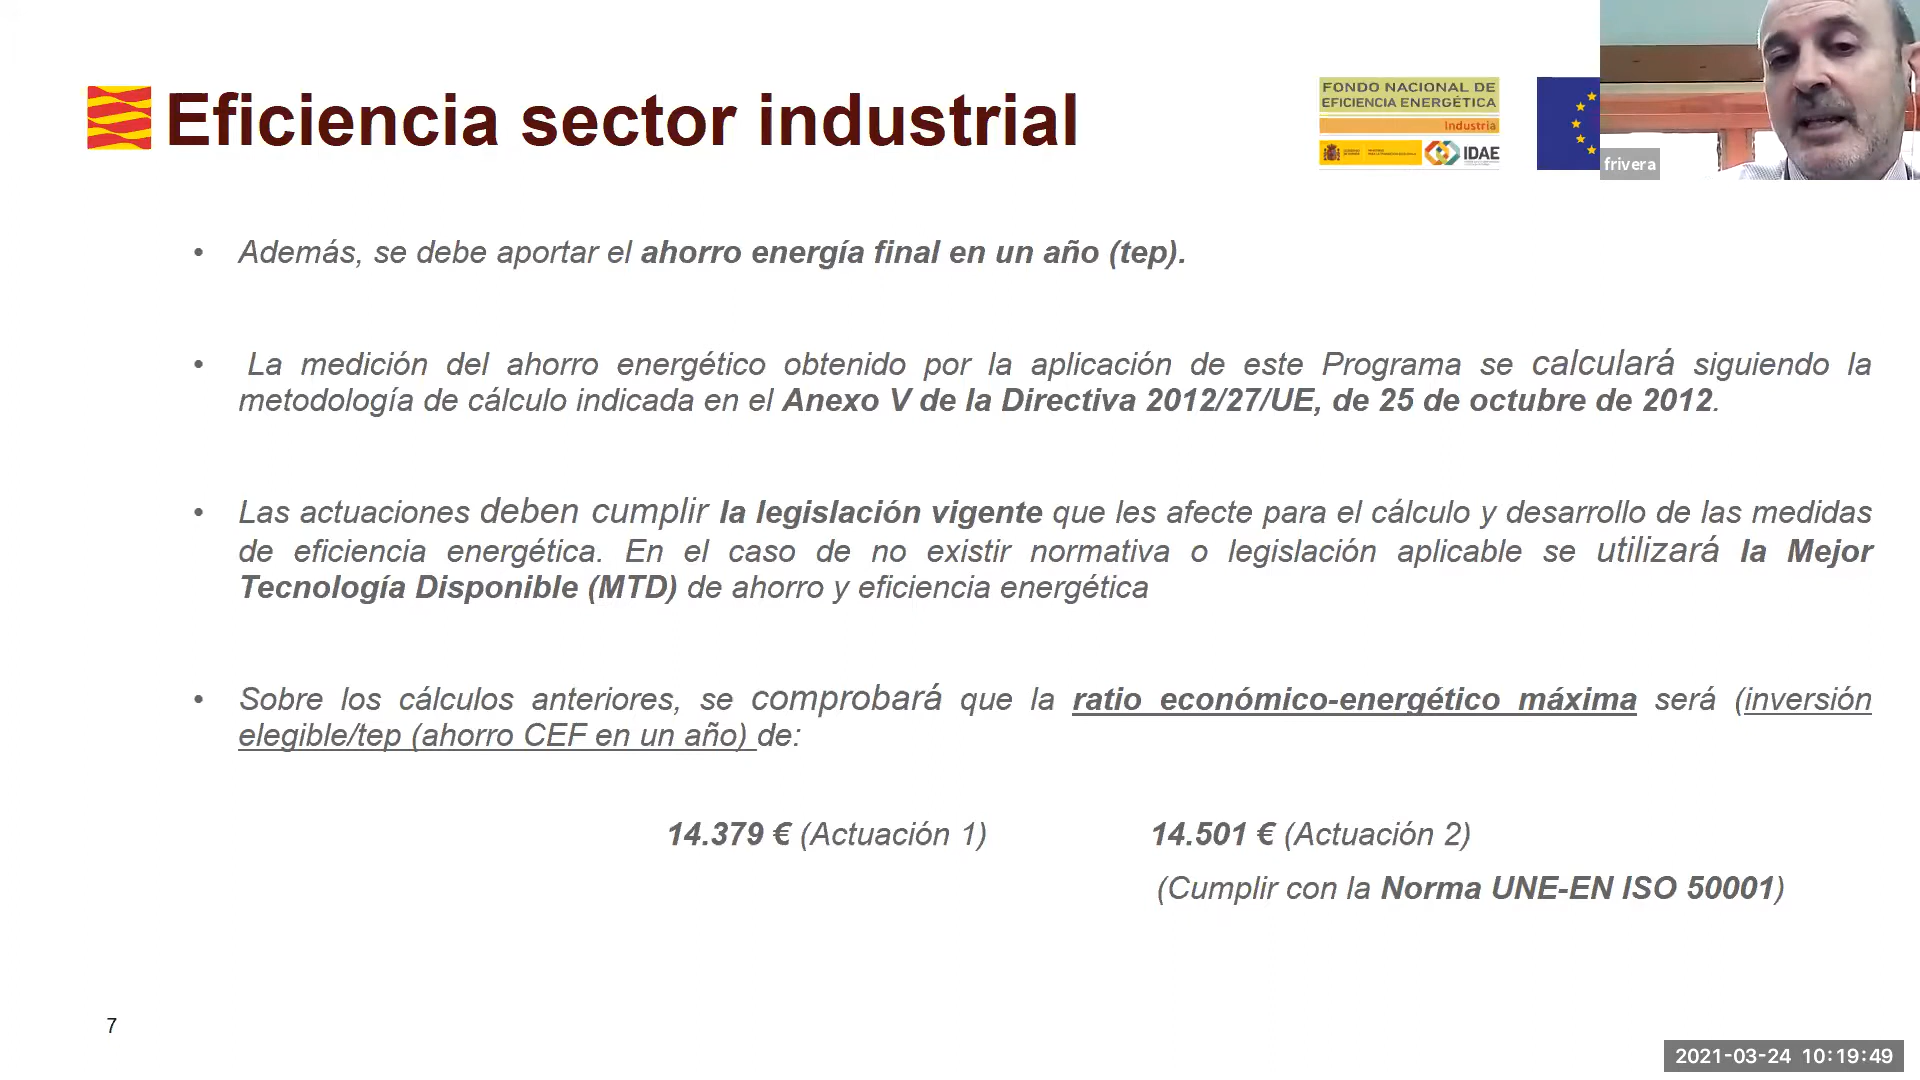 Eficiencia sector industrial
FONDO NACIONAL DE
EFICIENCIA ENERGÉTICA
Industria
IDAE
frivera
• Además, se debe aportar el ahorro energía final en un año (tep).
• La medición del ahorro energético obtenido por la aplicación de este Programa se calculará siguiendo la
metodología de cálculo indicada en el Anexo V de la Directiva 2012/27/UE, de 25 de octubre de 2012.
• Las actuaciones deben cumplir la legislación vigente que les afecte para el cálculo y desarrollo de las medidas
de eficiencia energética. En el caso de no existir normativa o legislación aplicable se utilizará la Mejor
Tecnología Disponible (MTD) de ahorro y eficiencia energética
• Sobre los cálculos anteriores, se comprobará que la ratio económico-energético máxima será (inversión
elegible/tep (ahorro CEF en un año) de:
14.379 € (Actuación 1) 14.501 € (Actuación 2)
(Cumplir con la Norma UNE-EN ISO 50001)
7
2021-03-24 10:19:49